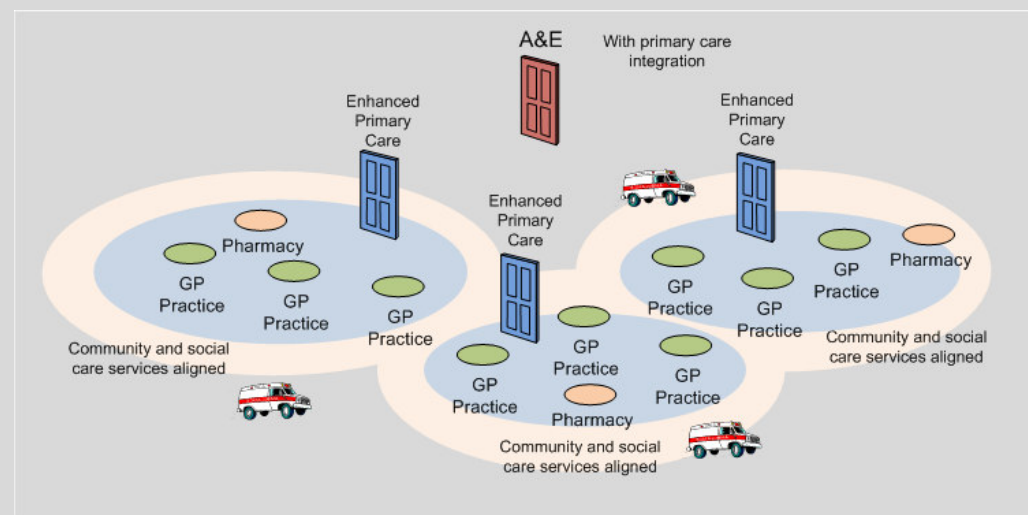 A&E
With primary care
integration
Enhanced
Primary
Care
Enhanced
Primary
Care
Enhanced
Primary
Care
Pharmacy
GP
Practice
GP
Practice
GP
Practice
Community and social
care services aligned
GP
Practice
GP
Practice
GP
Practice
Pharmacy
Community and social
care services aligned
GP
Practice
GP
Practice
GP
Practice
Pharmacy
Community and social
care services aligned